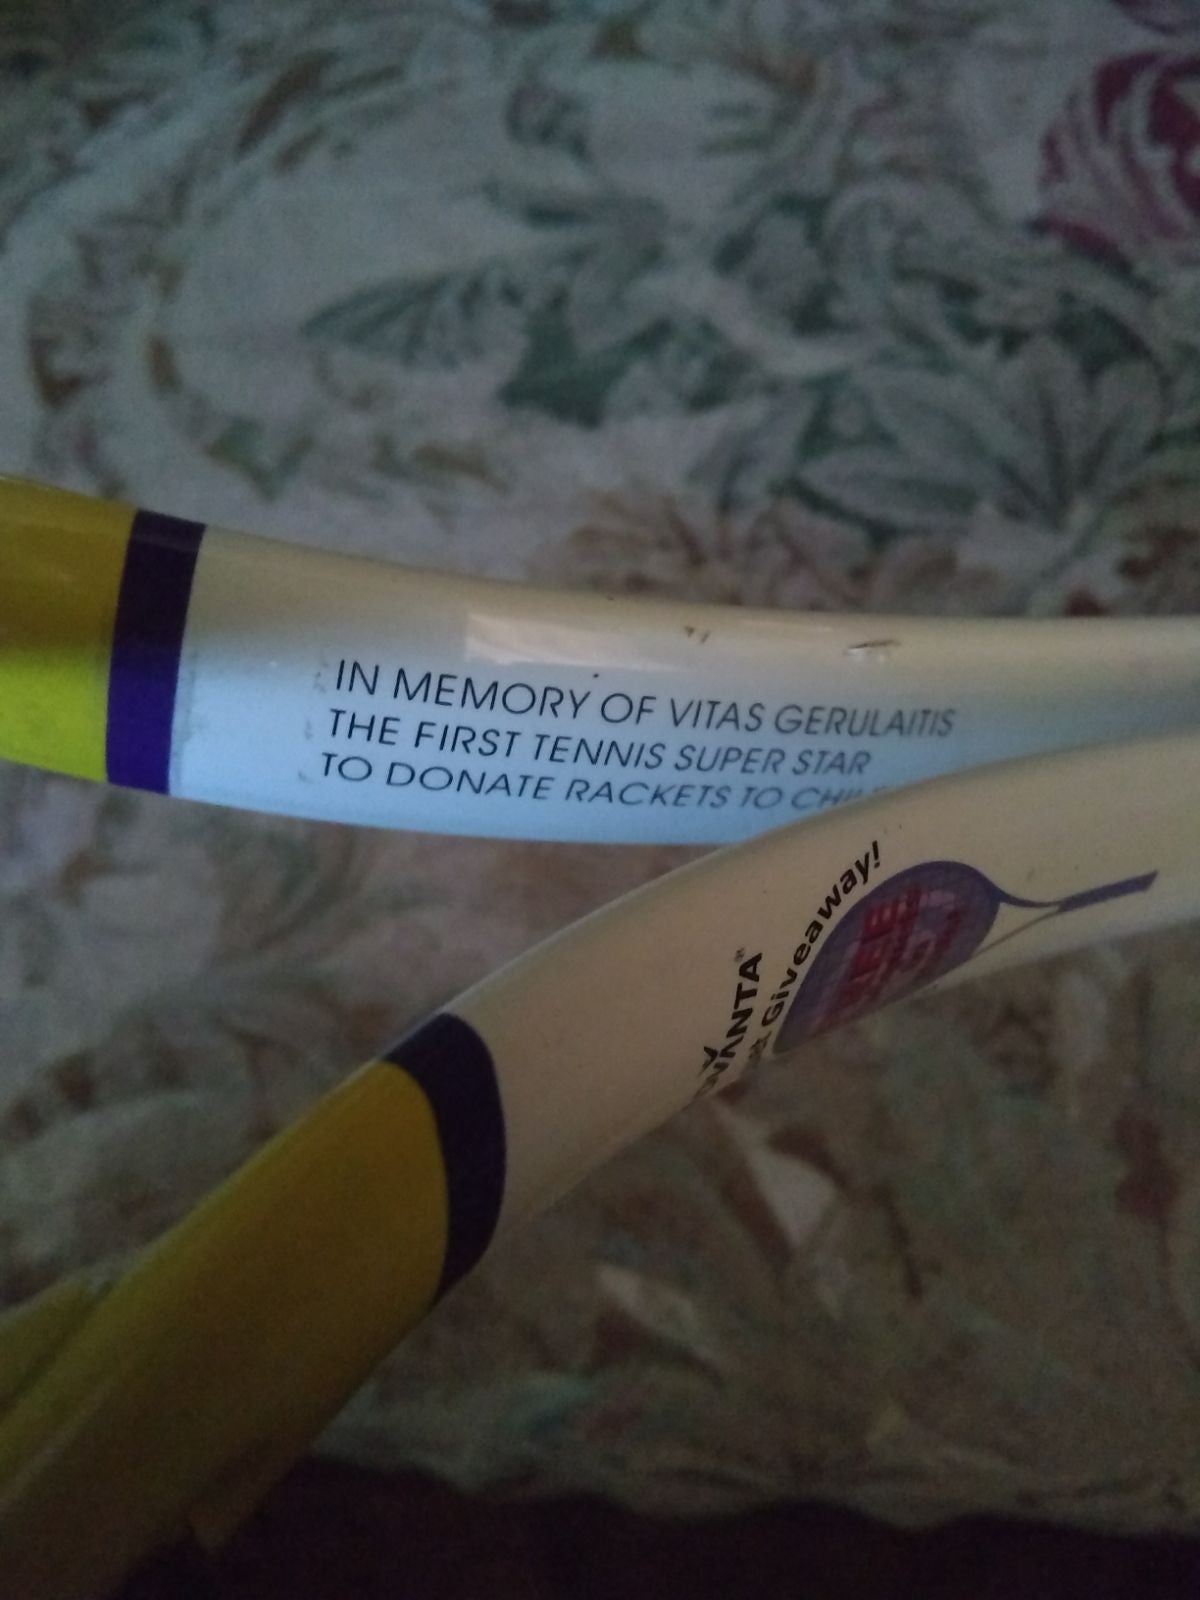 IN MEMORY OF VITAS GERULAITIS
THE FIRST TENNIS SUPER STAR
TO DONATE RACKETS TO
Giveaway!